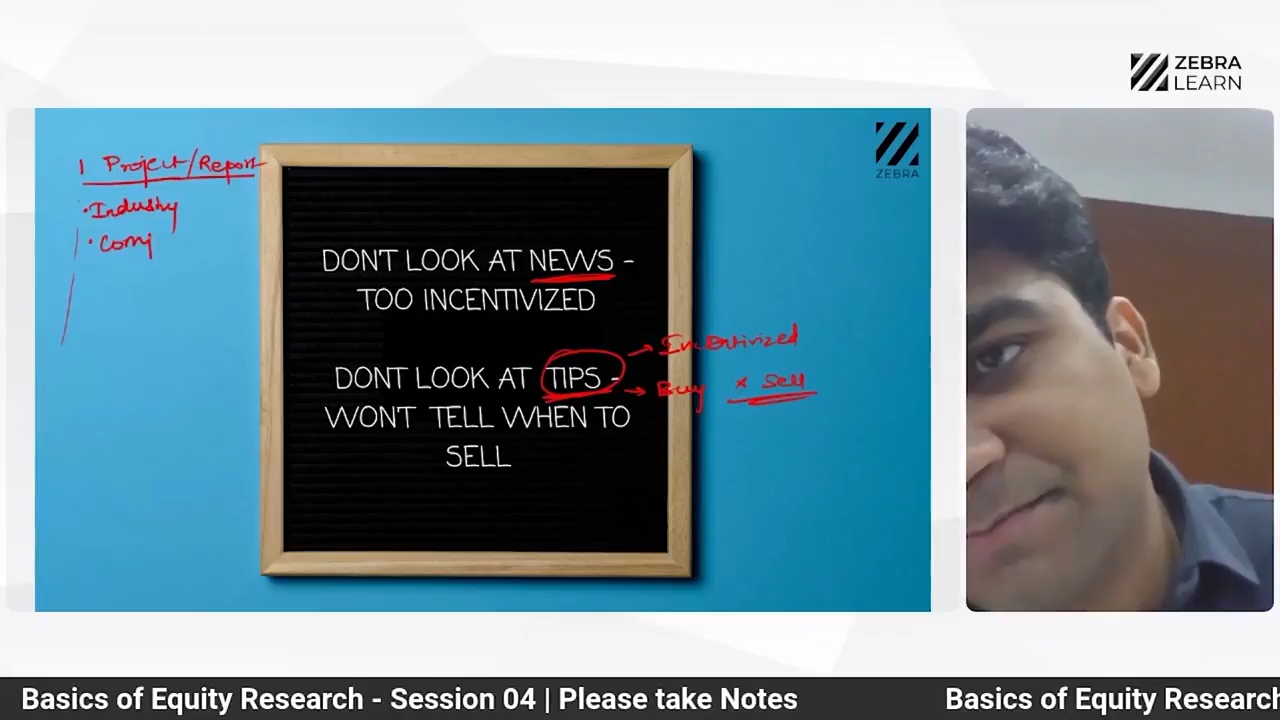 ZEBRA
LEARN
ZEBRA
1 Project/Report
• Industry
• Comj
DON'T LOOK AT NEWS -
TOO INCENTIVIZED
→ Incentivized
DONT LOOK AT TIPS -
→ Buy × Sell
WON'T TELL WHEN TO
SELL
Basics of Equity Research - Session 04 | Please take Notes
Basics of Equity Research